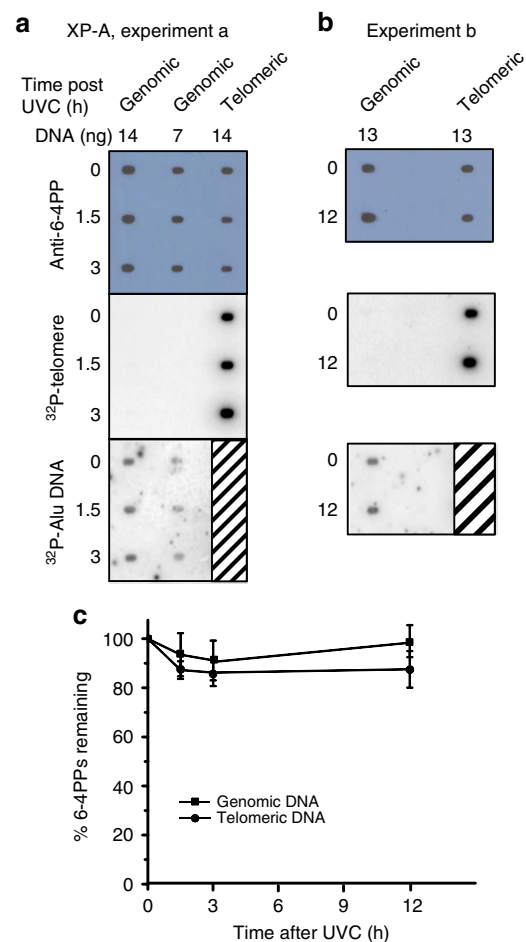 a
XP-A, experiment a
Time post
UVC (h)
Genomic
Genomic
Telomeric
DNA (ng) 14 7 14
Anti-6-4PP
0
1.5
3
³²P-telomere
0
1.5
3
³²P-Alu DNA
0
1.5
3
b
Experiment b
Genomic
Telomeric
13 13
0
12
0
12
0
12
c
% 6-4PPs remaining
100
80
60
40
20
0
Genomic DNA
Telomeric DNA
0 3 6 9 12
Time after UVC (h)